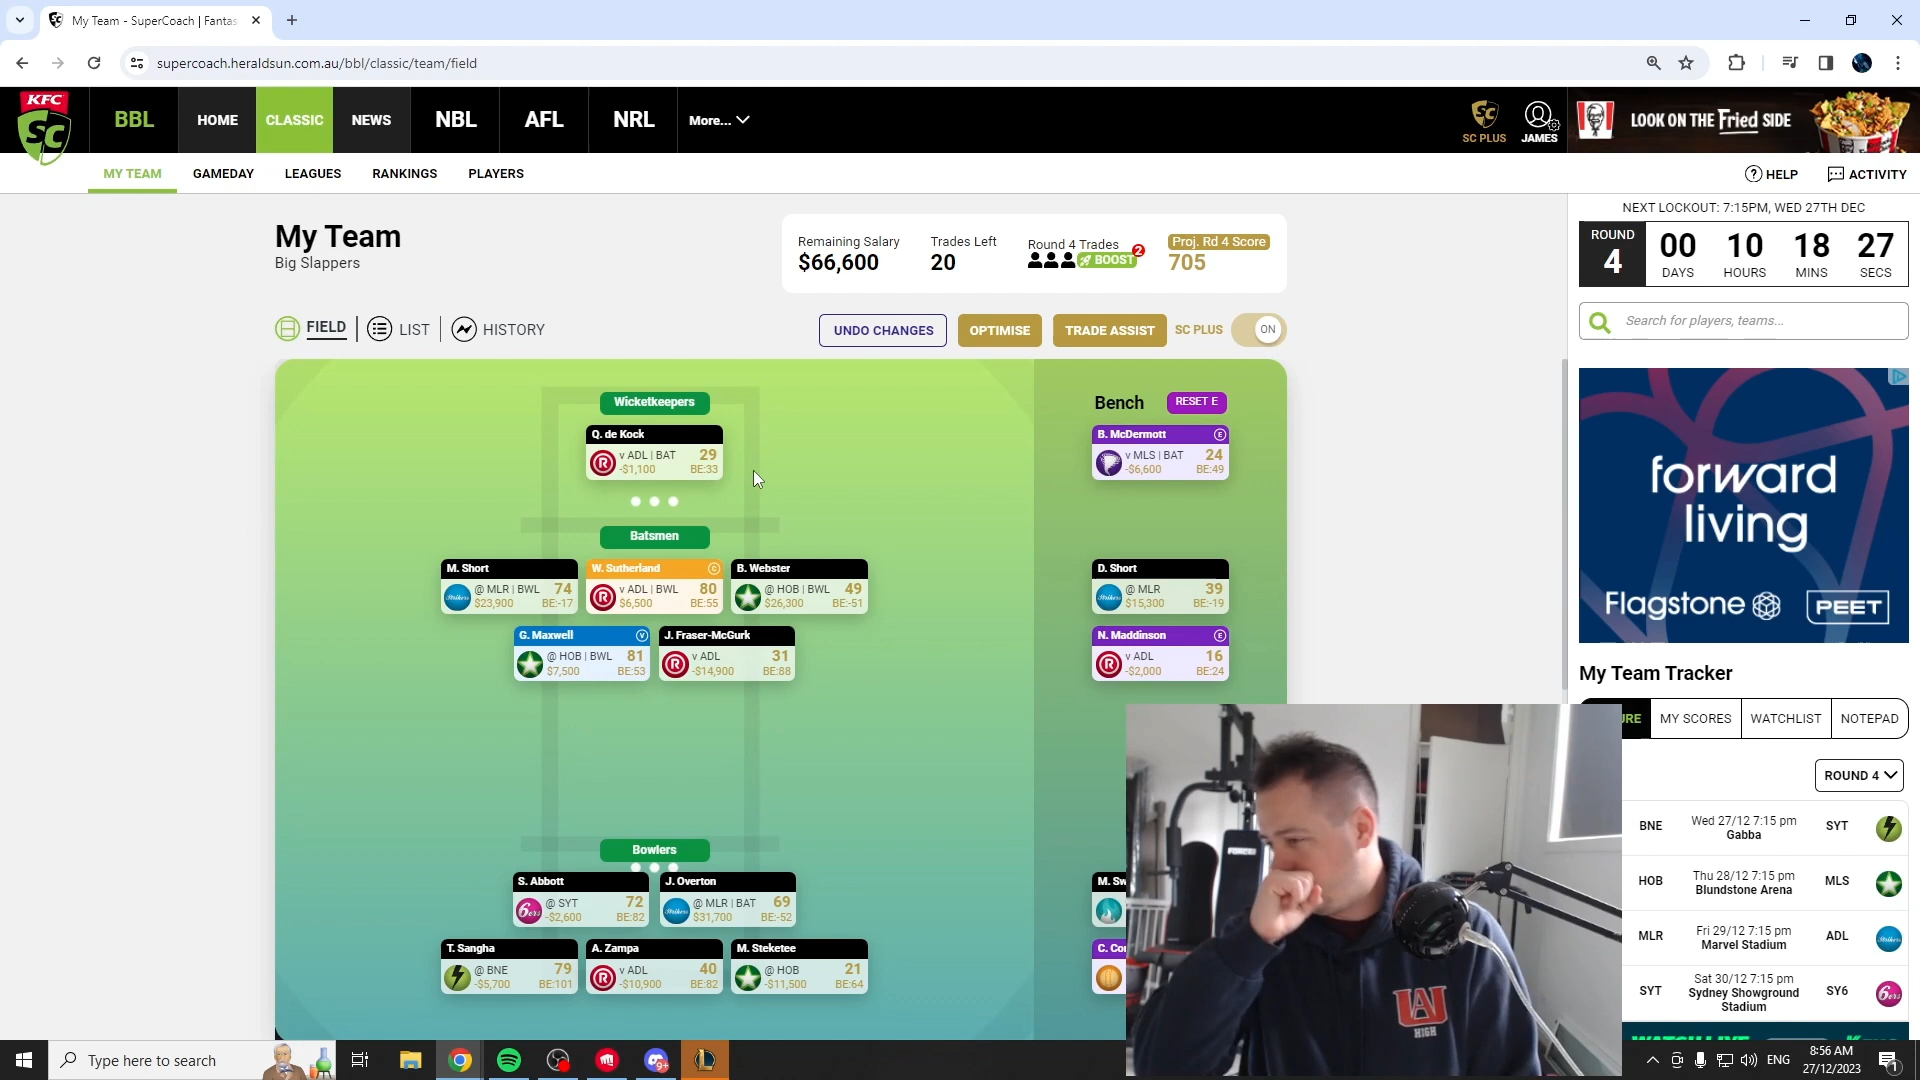 My Team - SuperCoach | Fantas
supercoach.heraldsun.com.au/bbl/classic/team/field
KFC
SC
BBL
HOME
CLASSIC
NEWS
NBL
AFL
NRL
More...
SC PLUS
JAMES
LOOK ON THE Fried SIDE
MY TEAM
GAMEDAY
LEAGUES
RANKINGS
PLAYERS
HELP
ACTIVITY
My Team
Big Slappers
Remaining Salary
$66,600
Trades Left
20
Round 4 Trades
BOOST
2
Proj. Rd 4 Score
705
NEXT LOCKOUT: 7:15PM, WED 27TH DEC
ROUND
4
00
DAYS
10
HOURS
18
MINS
27
SECS
FIELD
LIST
HISTORY
UNDO CHANGES
OPTIMISE
TRADE ASSIST
SC PLUS
ON
Search for players, teams...
Wicketkeepers
Q. de Kock
v ADL | BAT 29
-$1,100 BE:33
Bench
RESET E
B. McDermott E
v MLS | BAT 24
-$6,600 BE:49
Batsmen
M. Short
@ MLR | BWL 74
$23,900 BE:-17
W. Sutherland C
v ADL | BWL 80
$6,500 BE:55
B. Webster
@ HOB | BWL 49
$26,300 BE:-51
D. Short
@ MLR 39
$15,300 BE:-19
G. Maxwell V
@ HOB | BWL 81
$7,500 BE:53
J. Fraser-McGurk
v ADL 31
-$14,900 BE:88
N. Maddinson E
v ADL 16
-$2,000 BE:24
Bowlers
S. Abbott
6ers
@ SYT 72
-$2,600 BE:82
J. Overton
@ MLR | BAT 69
$31,700 BE:-52
M. Sw
T. Sangha
@ BNE 79
-$5,700 BE:101
A. Zampa
v ADL 40
-$10,900 BE:82
M. Steketee
@ HOB 21
-$11,500 BE:64
C. Co
forward
living
Flagstone
PEET
My Team Tracker
URE
MY SCORES
WATCHLIST
NOTEPAD
ROUND 4
BNE
Wed 27/12 7:15 pm
Gabba
SYT
HOB
Thu 28/12 7:15 pm
Blundstone Arena
MLS
MLR
Fri 29/12 7:15 pm
Marvel Stadium
ADL
SYT
Sat 30/12 7:15 pm
Sydney Showground
Stadium
SY6
6ers
HIGH
Type here to search
9+
ENG
8:56 AM
27/12/2023
1